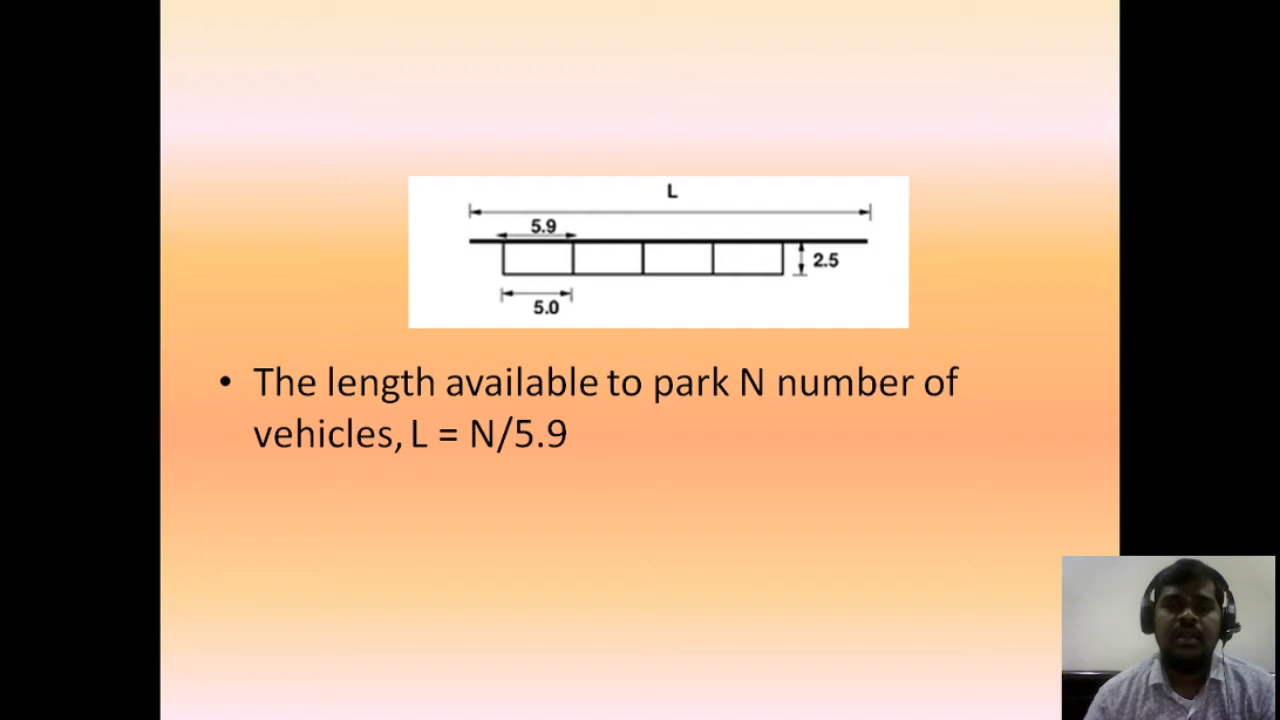 L
5.9
2.5
5.0
• The length available to park N number of
vehicles, L = N/5.9